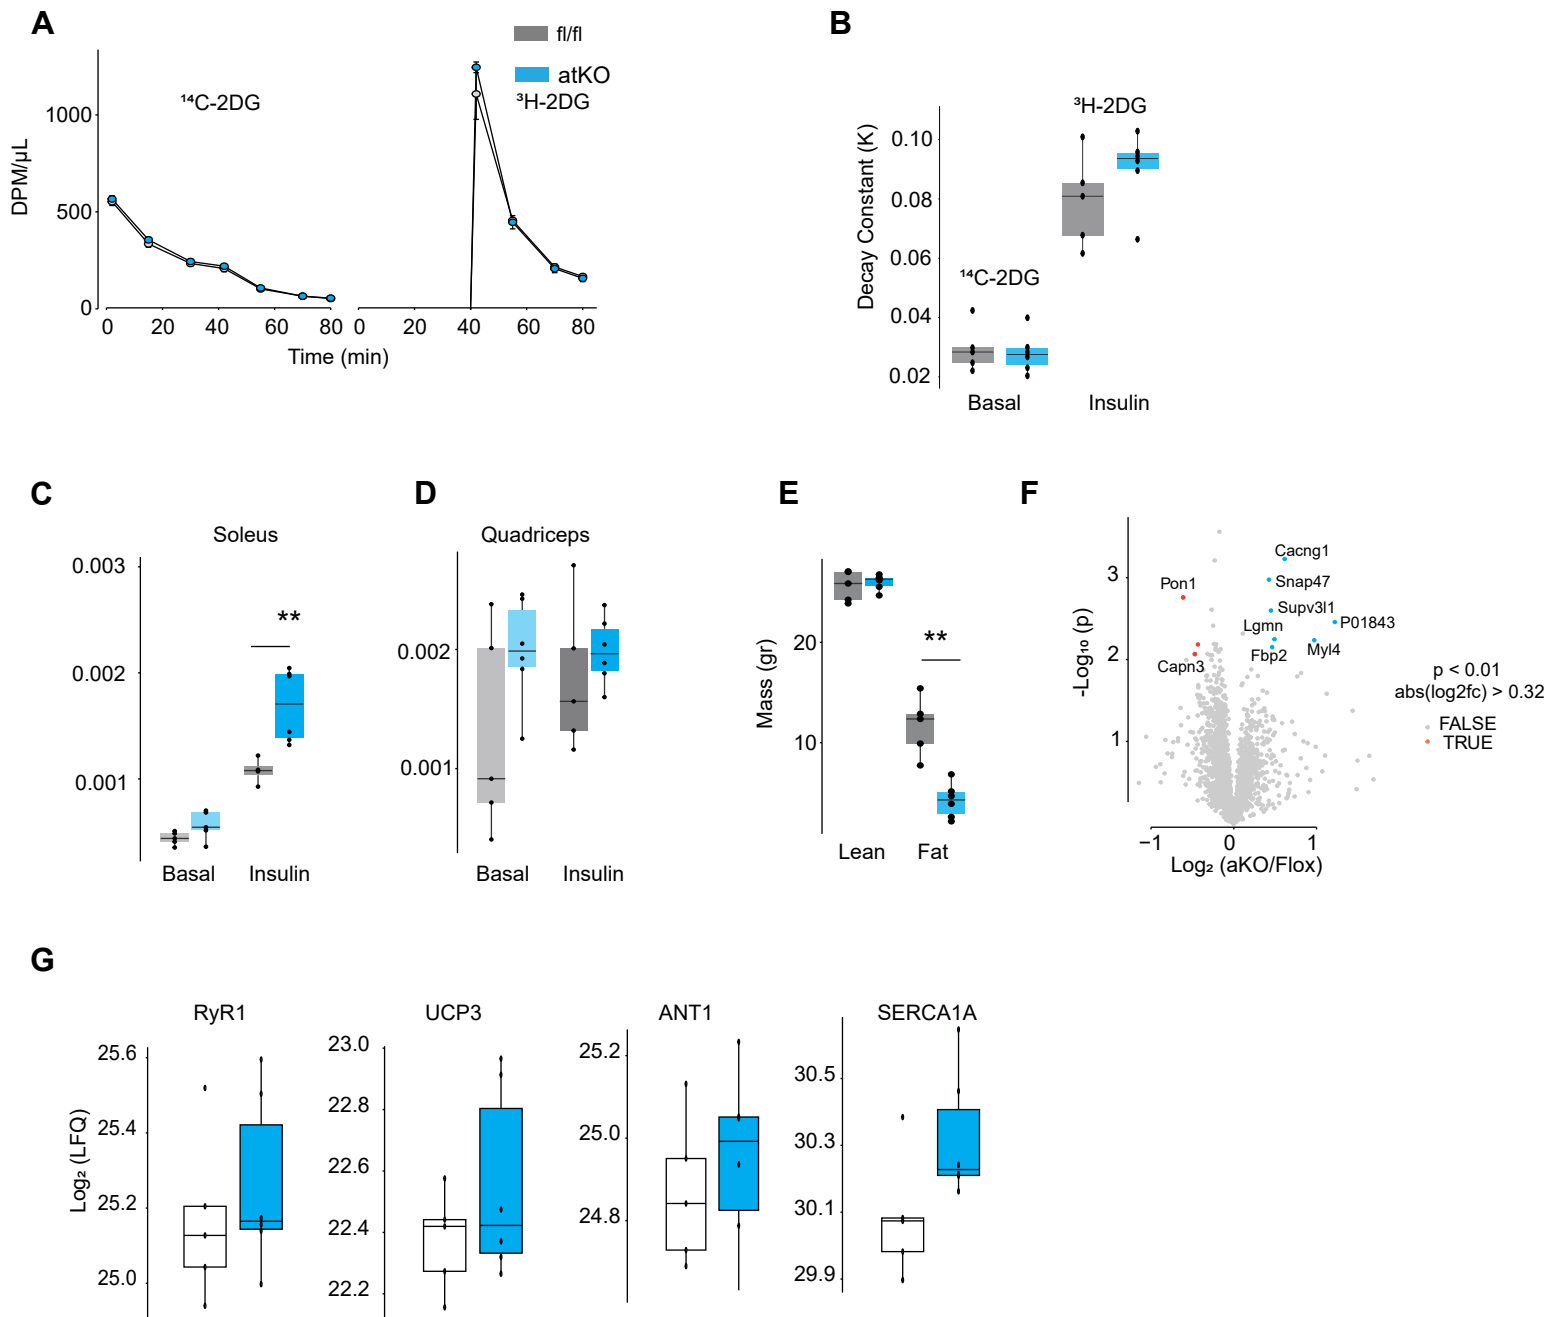 A
fl/fl
atKO
¹⁴C-2DG
³H-2DG
DPM/µL
1000
500
0
0 20 40 60 80
0 20 40 60 80
Time (min)
B
³H-2DG
¹⁴C-2DG
Decay Constant (K)
0.10
0.08
0.06
0.04
0.02
Basal
Insulin
C
Soleus
0.003
0.002
0.001
**
Basal
Insulin
D
Quadriceps
0.002
0.001
Basal
Insulin
E
Mass (gr)
20
10
**
Lean
Fat
F
-Log₁₀ (p)
3
2
1
Cacng1
Pon1
Snap47
Supv3l1
P01843
Lgmn
Myl4
Fbp2
Capn3
p < 0.01
abs(log2fc) > 0.32
FALSE
TRUE
−1 0 1
Log₂ (aKO/Flox)
G
Log₂ (LFQ)
RyR1
25.6
25.4
25.2
25.0
UCP3
23.0
22.8
22.6
22.4
22.2
ANT1
25.2
25.0
24.8
SERCA1A
30.5
30.3
30.1
29.9